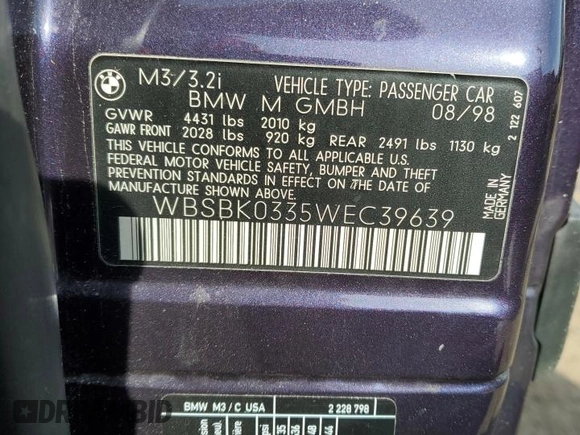 BMW
M3/3.2i VEHICLE TYPE: PASSENGER CAR
BMW M GMBH 08/98
GVWR 4431 lbs 2010 kg
GAWR FRONT 2028 lbs 920 kg REAR 2491 lbs 1130 kg
THIS VEHICLE CONFORMS TO ALL APPLICABLE U.S.
FEDERAL MOTOR VEHICLE SAFETY, BUMPER AND THEFT
PREVENTION STANDARDS IN EFFECT ON THE DATE OF
MANUFACTURE SHOWN ABOVE.
WBSBK0335WEC39639
2 122 607
MADE IN
GERMANY
BMW M3/C USA 2 228 798